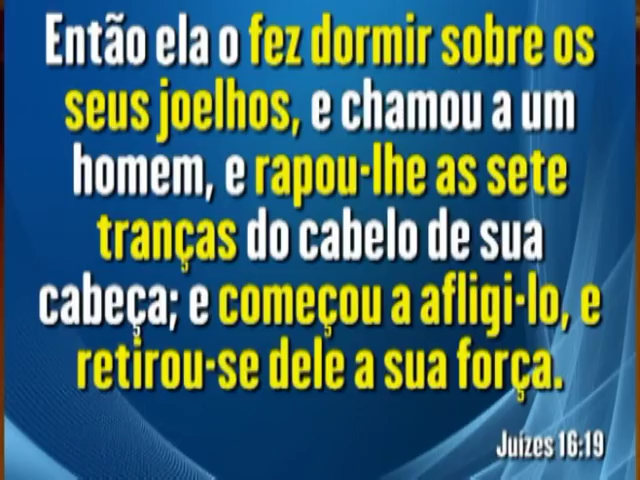 Então ela o fez dormir sobre os
seus joelhos, e chamou a um
homem, e rapou-lhe as sete
tranças do cabelo de sua
cabeça; e começou a afligi-lo, e
retirou-se dele a sua força.
Juízes 16:19